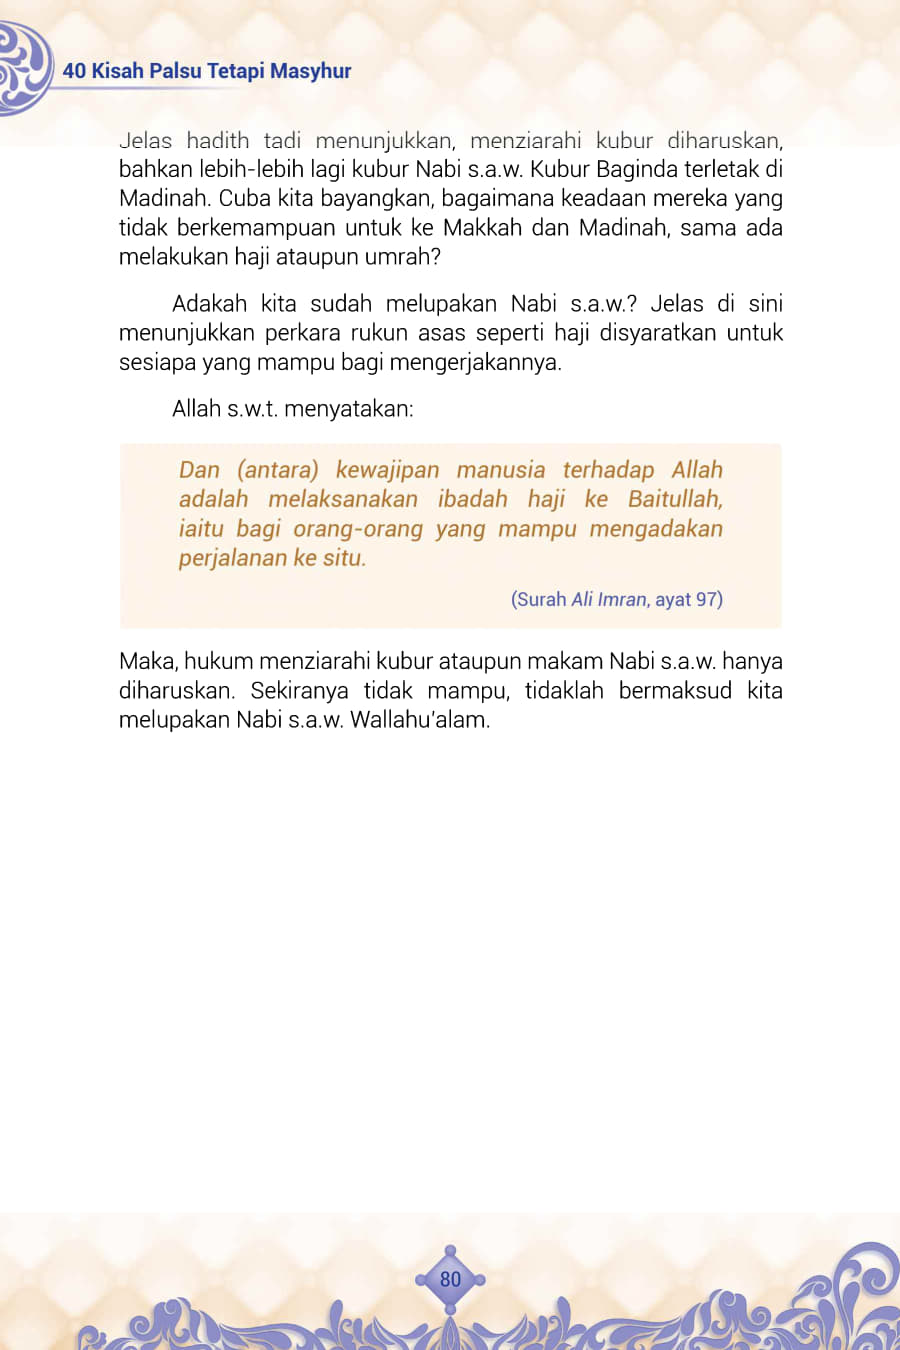 40 Kisah Palsu Tetapi Masyhur
Jelas hadith tadi menunjukkan, menziarahi kubur diharuskan,
bahkan lebih-lebih lagi kubur Nabi s.a.w. Kubur Baginda terletak di
Madinah. Cuba kita bayangkan, bagaimana keadaan mereka yang
tidak berkemampuan untuk ke Makkah dan Madinah, sama ada
melakukan haji ataupun umrah?
Adakah kita sudah melupakan Nabi s.a.w.? Jelas di sini
menunjukkan perkara rukun asas seperti haji disyaratkan untuk
sesiapa yang mampu bagi mengerjakannya.
Allah s.w.t. menyatakan:
Dan (antara) kewajipan manusia terhadap Allah
adalah melaksanakan ibadah haji ke Baitullah,
iaitu bagi orang-orang yang mampu mengadakan
perjalanan ke situ.
(Surah Ali Imran, ayat 97)
Maka, hukum menziarahi kubur ataupun makam Nabi s.a.w. hanya
diharuskan. Sekiranya tidak mampu, tidaklah bermaksud kita
melupakan Nabi s.a.w. Wallahu’alam.
80